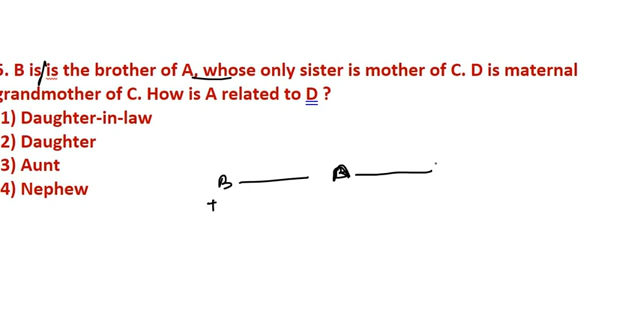 5. B is is the brother of A, whose only sister is mother of C. D is maternal
grandmother of C. How is A related to D ?
1) Daughter-in-law
2) Daughter
3) Aunt
4) Nephew
B A
+